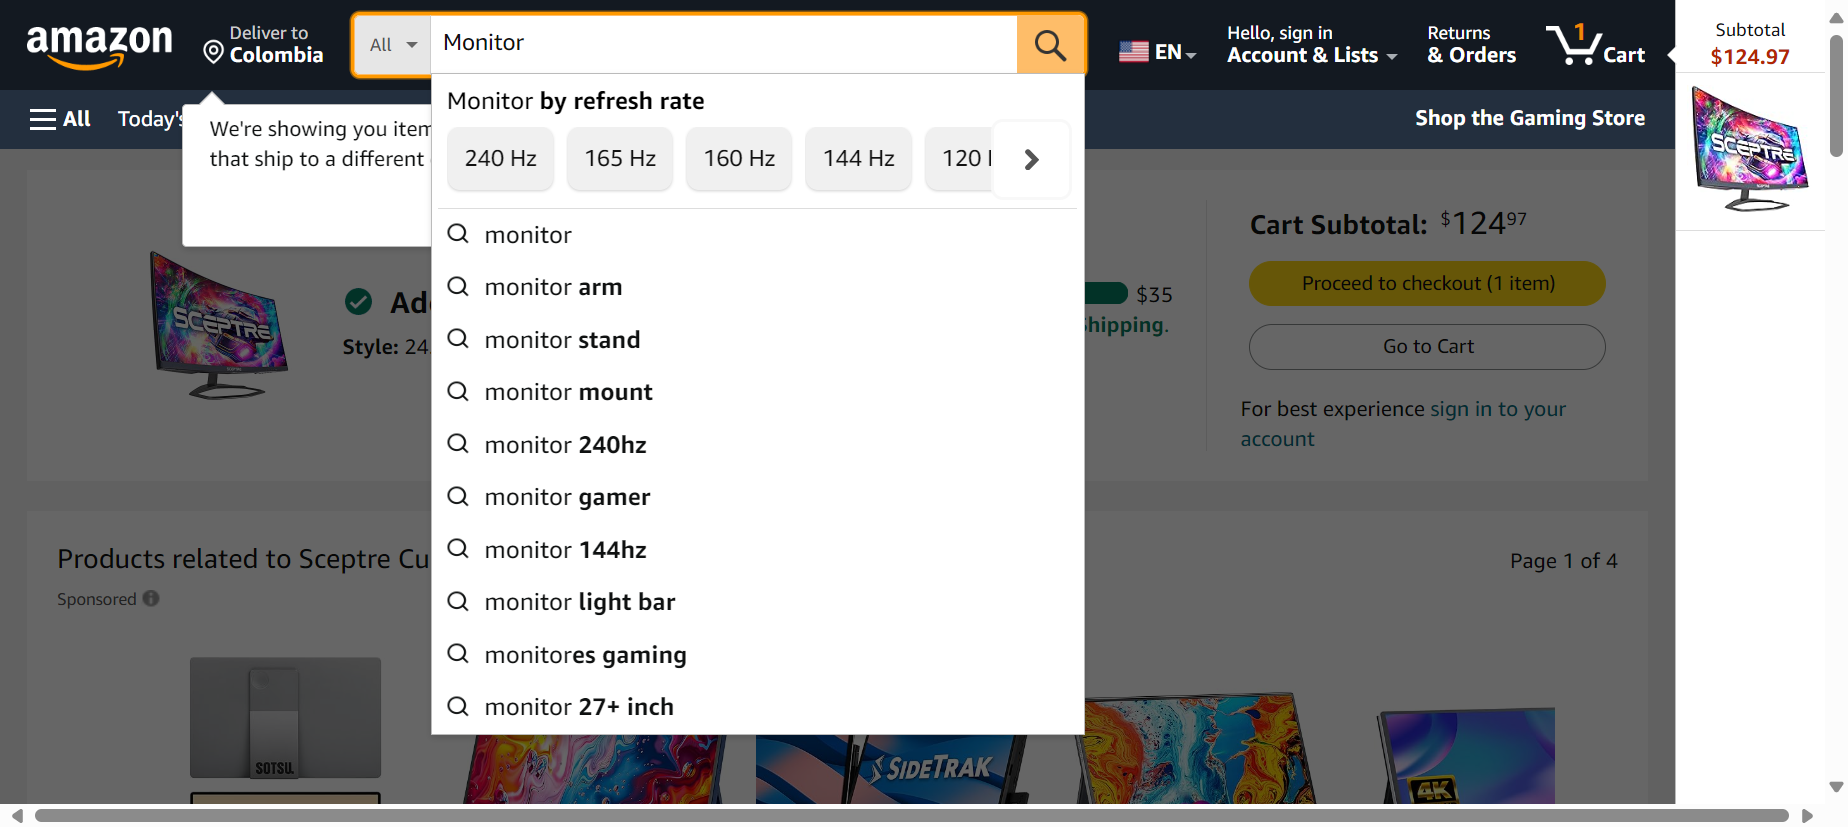 amazon
Deliver to
Colombia
All
Monitor
EN
Hello, sign in
Account & Lists
Returns
& Orders
1
Cart
Subtotal
$124.97
All
Today's
Shop the Gaming Store
We're showing you item
that ship to a different
Monitor by refresh rate
240 Hz
165 Hz
160 Hz
144 Hz
120
monitor
monitor arm
monitor stand
monitor mount
monitor 240hz
monitor gamer
monitor 144hz
monitor light bar
monitores gaming
monitor 27+ inch
SCEPTRE
Ad
Style: 24
$35
hipping.
Cart Subtotal: $124 97
Proceed to checkout (1 item)
Go to Cart
For best experience sign in to your
account
SCEPTRE
Products related to Sceptre Cu
Page 1 of 4
Sponsored
SOTSU
SIDETRAK
4K